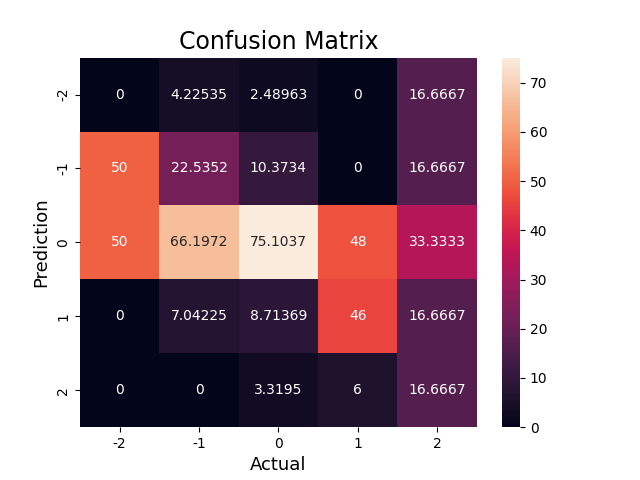 Confusion Matrix
-2 0 4.22535 2.48963 0 16.6667
-1 50 22.5352 10.3734 0 16.6667
0 50 66.1972 75.1037 48 33.3333
1 0 7.04225 8.71369 46 16.6667
2 0 0 3.3195 6 16.6667
-2 -1 0 1 2
Prediction
Actual
70
60
50
40
30
20
10
0